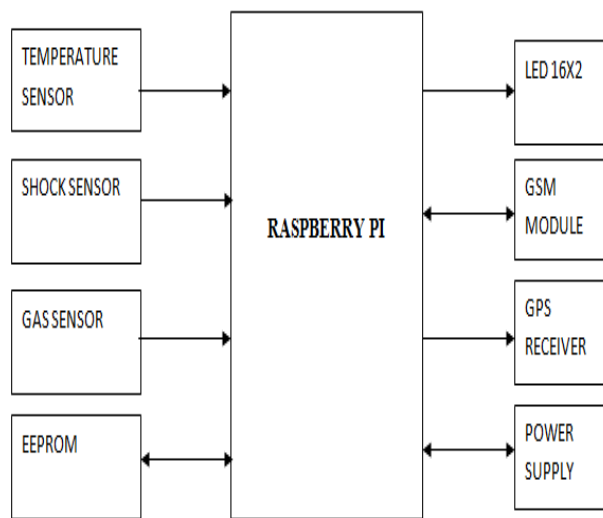 TEMPERATURE
SENSOR
SHOCK SENSOR
GAS SENSOR
EEPROM
RASPBERRY PI
LED 16X2
GSM
MODULE
GPS
RECEIVER
POWER
SUPPLY